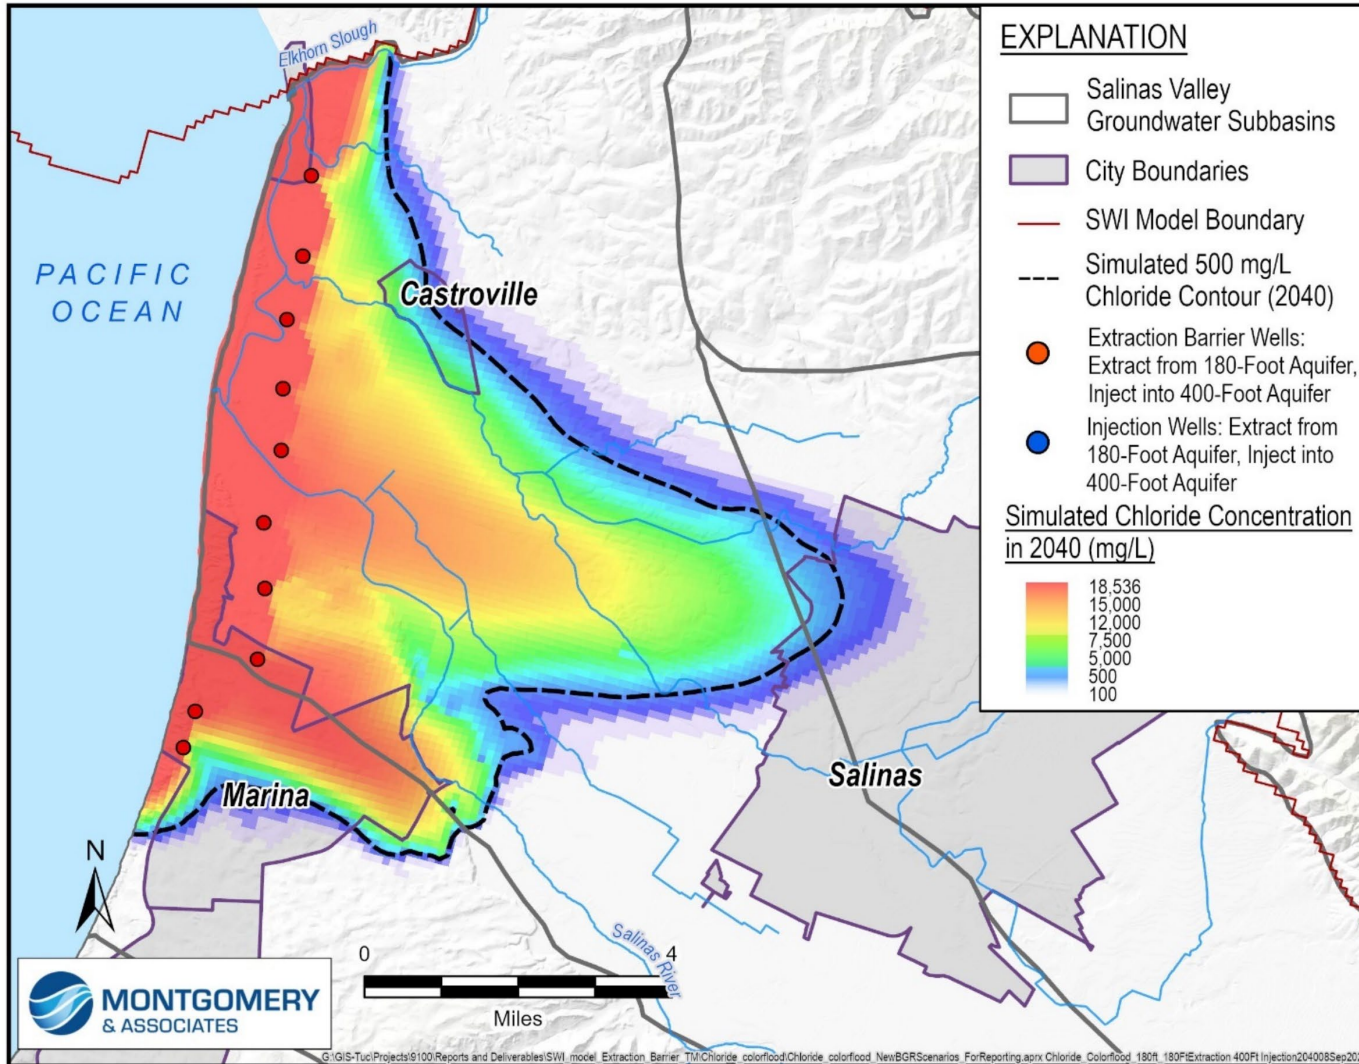 EXPLANATION
Salinas Valley
Groundwater Subbasins
City Boundaries
SWI Model Boundary
Simulated 500 mg/L
Chloride Contour (2040)
Extraction Barrier Wells:
Extract from 180-Foot Aquifer,
Inject into 400-Foot Aquifer
Injection Wells: Extract from
180-Foot Aquifer, Inject into
400-Foot Aquifer
Simulated Chloride Concentration
in 2040 (mg/L)
18,536
15,000
12,000
7,500
5,000
500
100
Elkhorn Slough
PACIFIC
OCEAN
Castroville
Marina
Salinas
Salinas River
N
0 4
Miles
MONTGOMERY
& ASSOCIATES